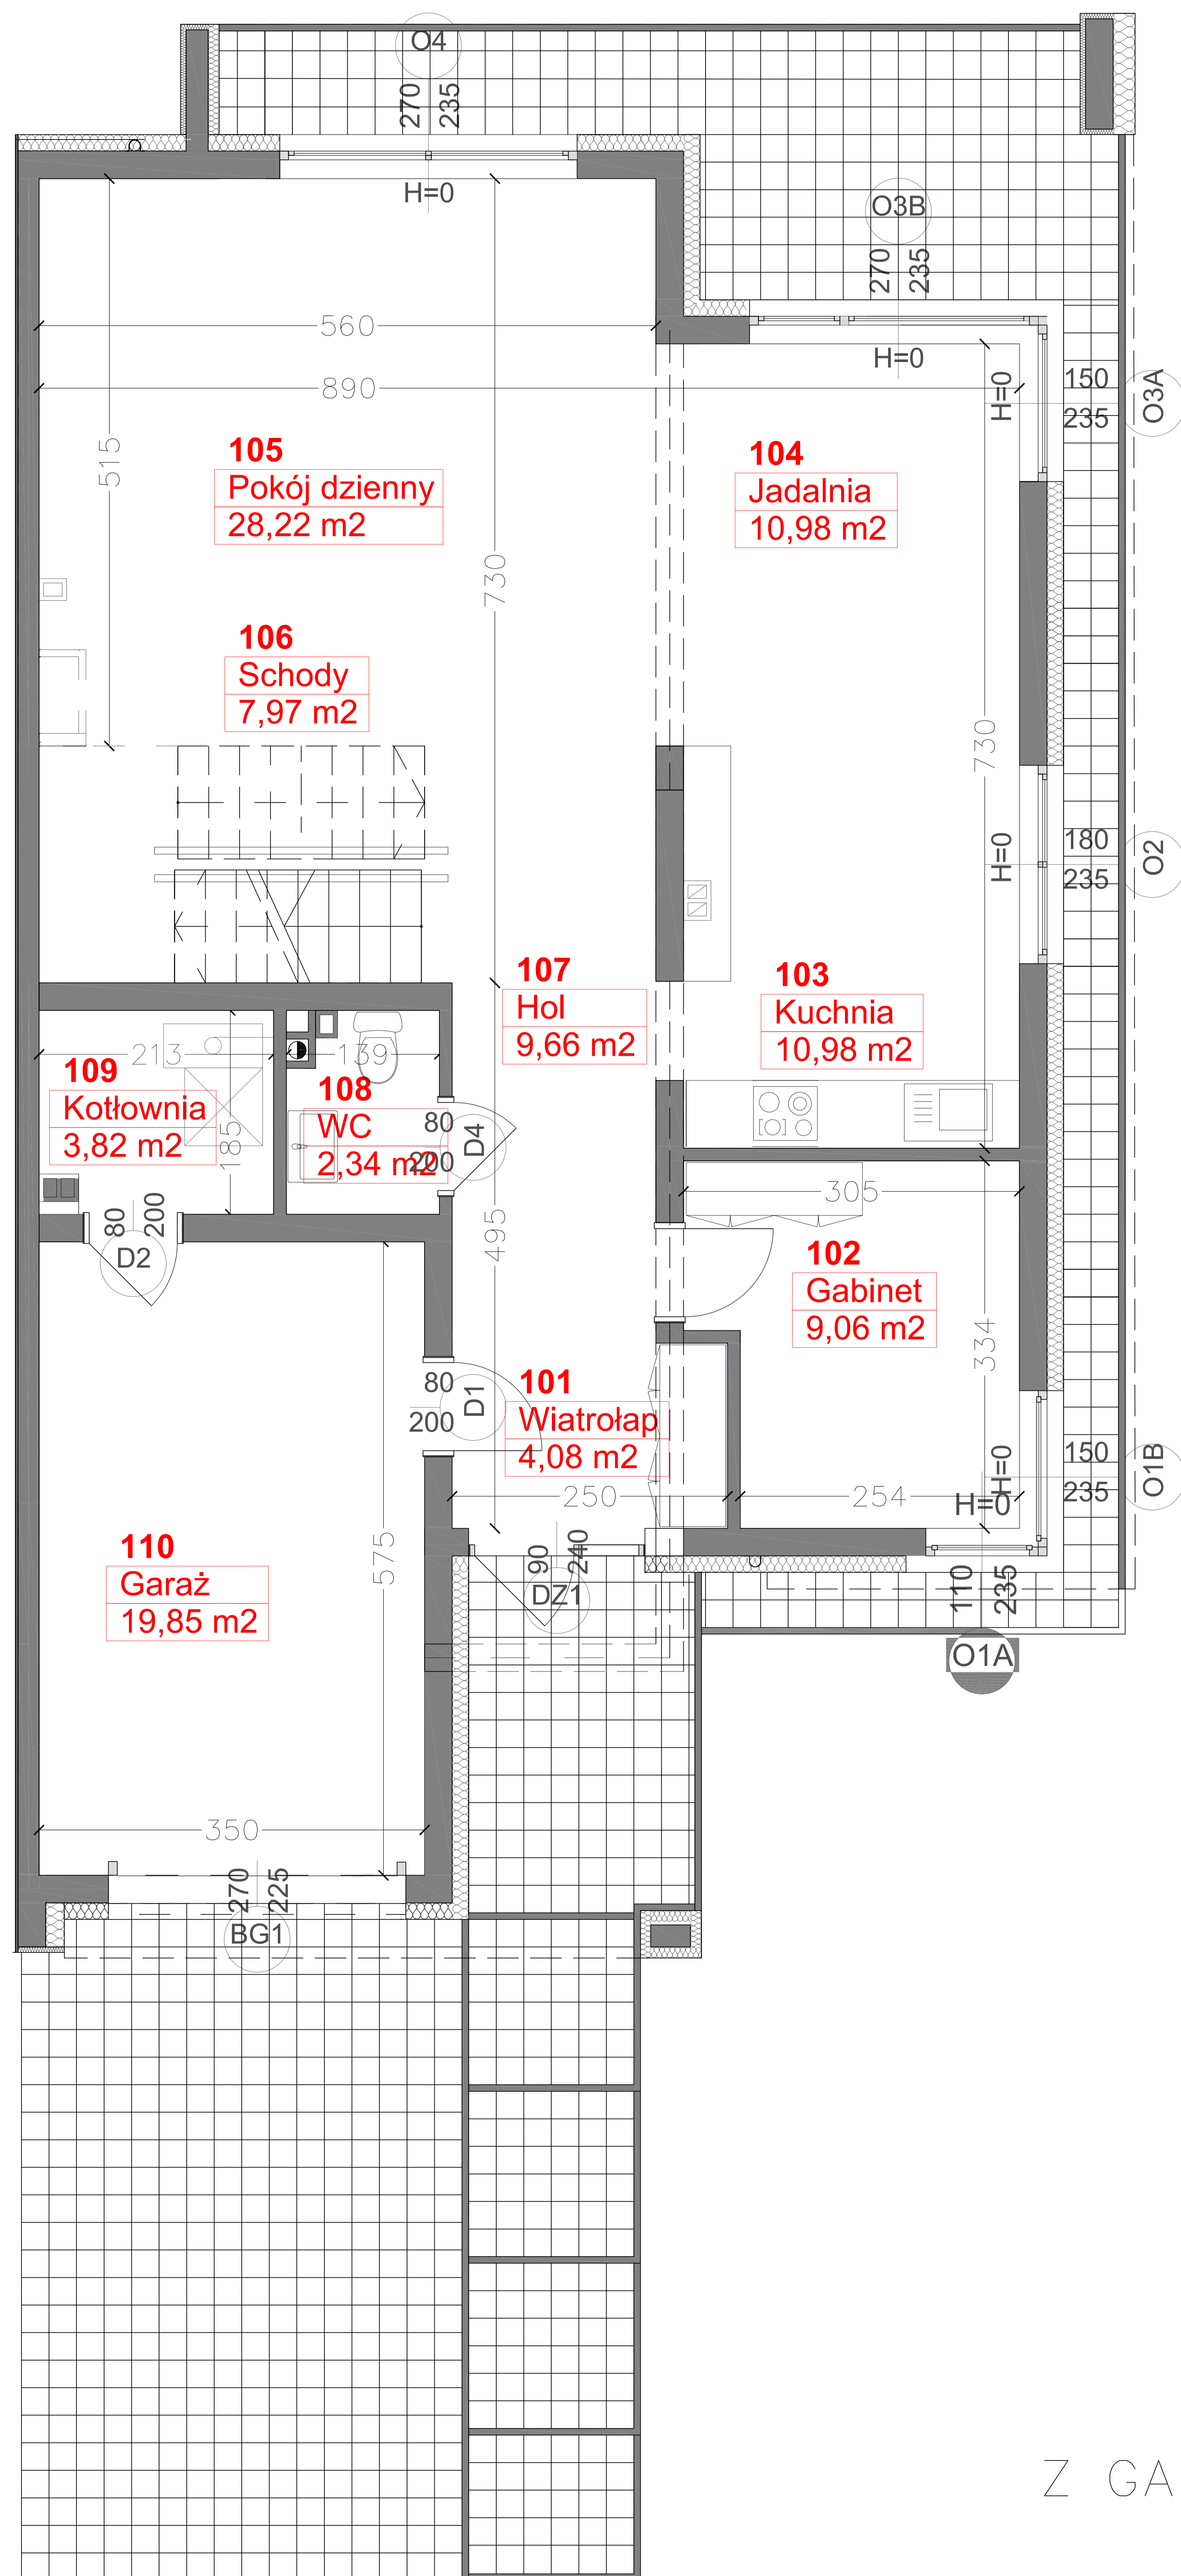 O4
270
235
H=0
O3B
270
235
H=0
560
890
H=0
150
235
O3A
515
105
Pokój dzienny
28,22 m2
104
Jadalnia
10,98 m2
730
106
Schody
7,97 m2
730
H=0
180
235
O2
107
Hol
9,66 m2
103
Kuchnia
10,98 m2
213
139
109
Kotłownia
3,82 m2
185
108
WC
2,34 m2
80
200
D4
80
200
D2
495
305
102
Gabinet
9,06 m2
334
80
200
D1
101
Wiatrołap
4,08 m2
250
254
H=0
H=0
150
235
O1B
110
Garaż
19,85 m2
575
90
240
DZ1
110
235
O1A
350
270
225
BG1
Z GA